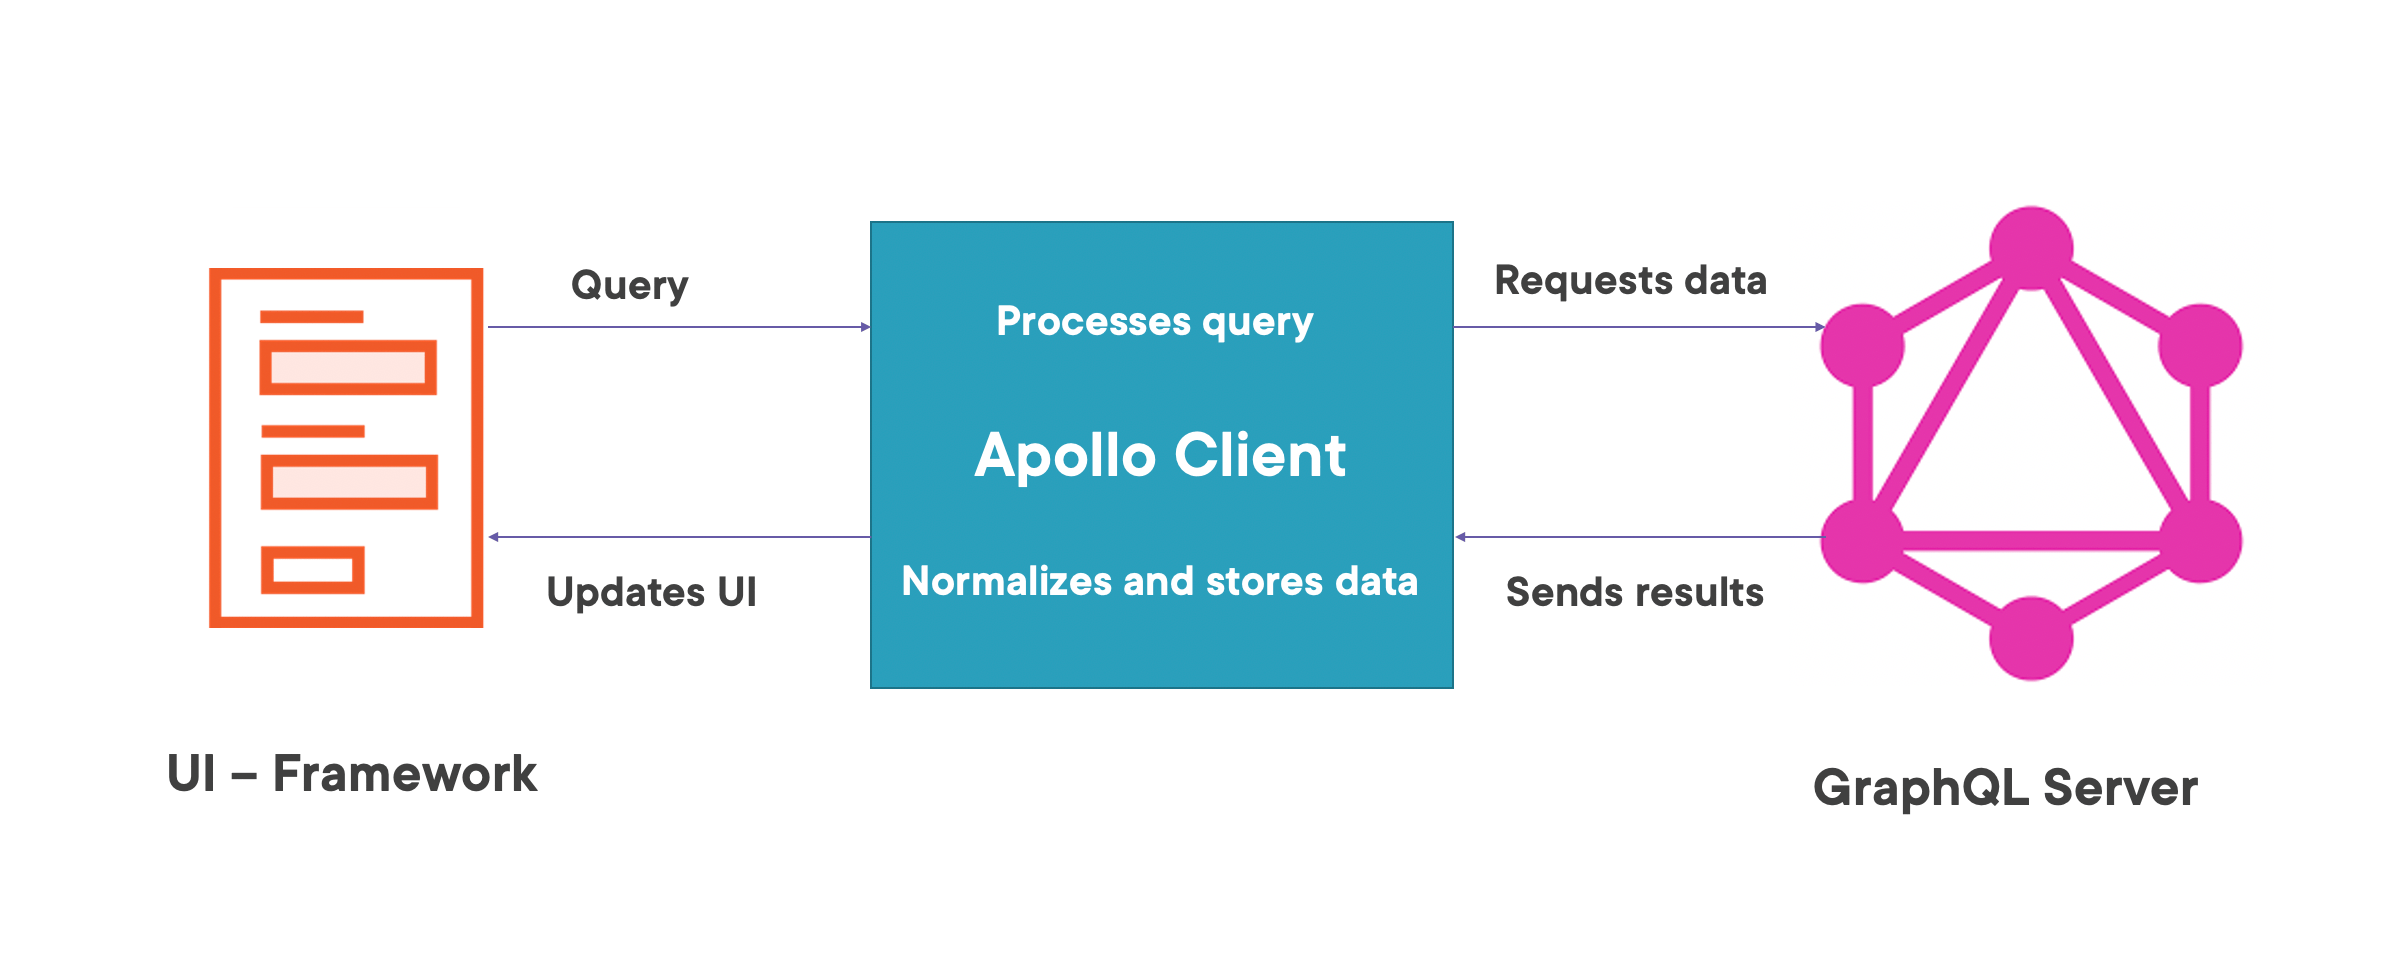 Query
Requests data
Processes query
Apollo Client
Normalizes and stores data
Updates UI
Sends results
UI – Framework
GraphQL Server